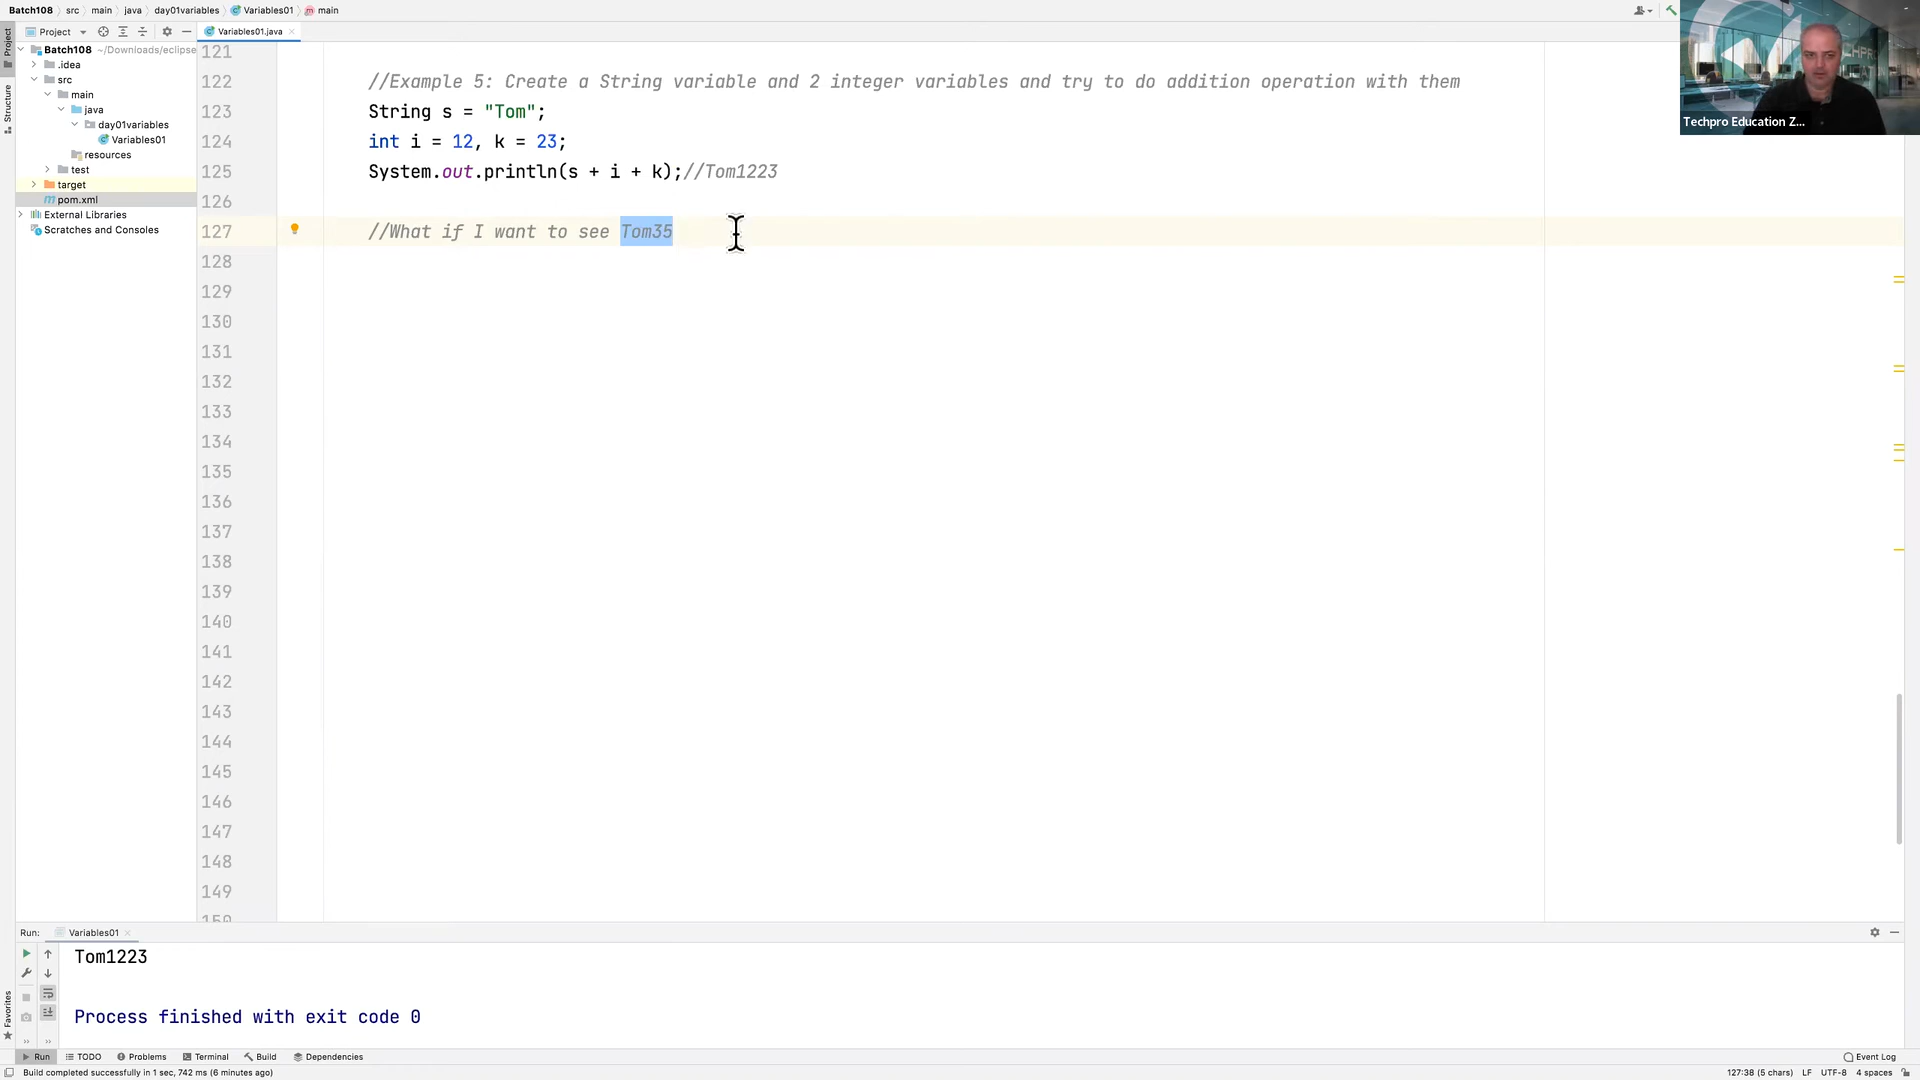 Batch108 src main java day01variables Variables01 main
Project
Variables01.java
Techpro Education Z...
Project
Structure
Favorites
Batch108 ~/Downloads/eclipse
.idea
src
main
java
day01variables
Variables01
resources
test
target
pom.xml
External Libraries
Scratches and Consoles
121
122 //Example 5: Create a String variable and 2 integer variables and try to do addition operation with them
123 String s = "Tom";
124 int i = 12, k = 23;
125 System.out.println(s + i + k);//Tom1223
126
127 //What if I want to see Tom35
128
129
130
131
132
133
134
135
136
137
138
139
140
141
142
143
144
145
146
147
148
149
150
Run: Variables01
Tom1223
Process finished with exit code 0
Run TODO Problems Terminal Build Dependencies Event Log
Build completed successfully in 1 sec, 742 ms (6 minutes ago) 127:38 (5 chars) LF UTF-8 4 spaces